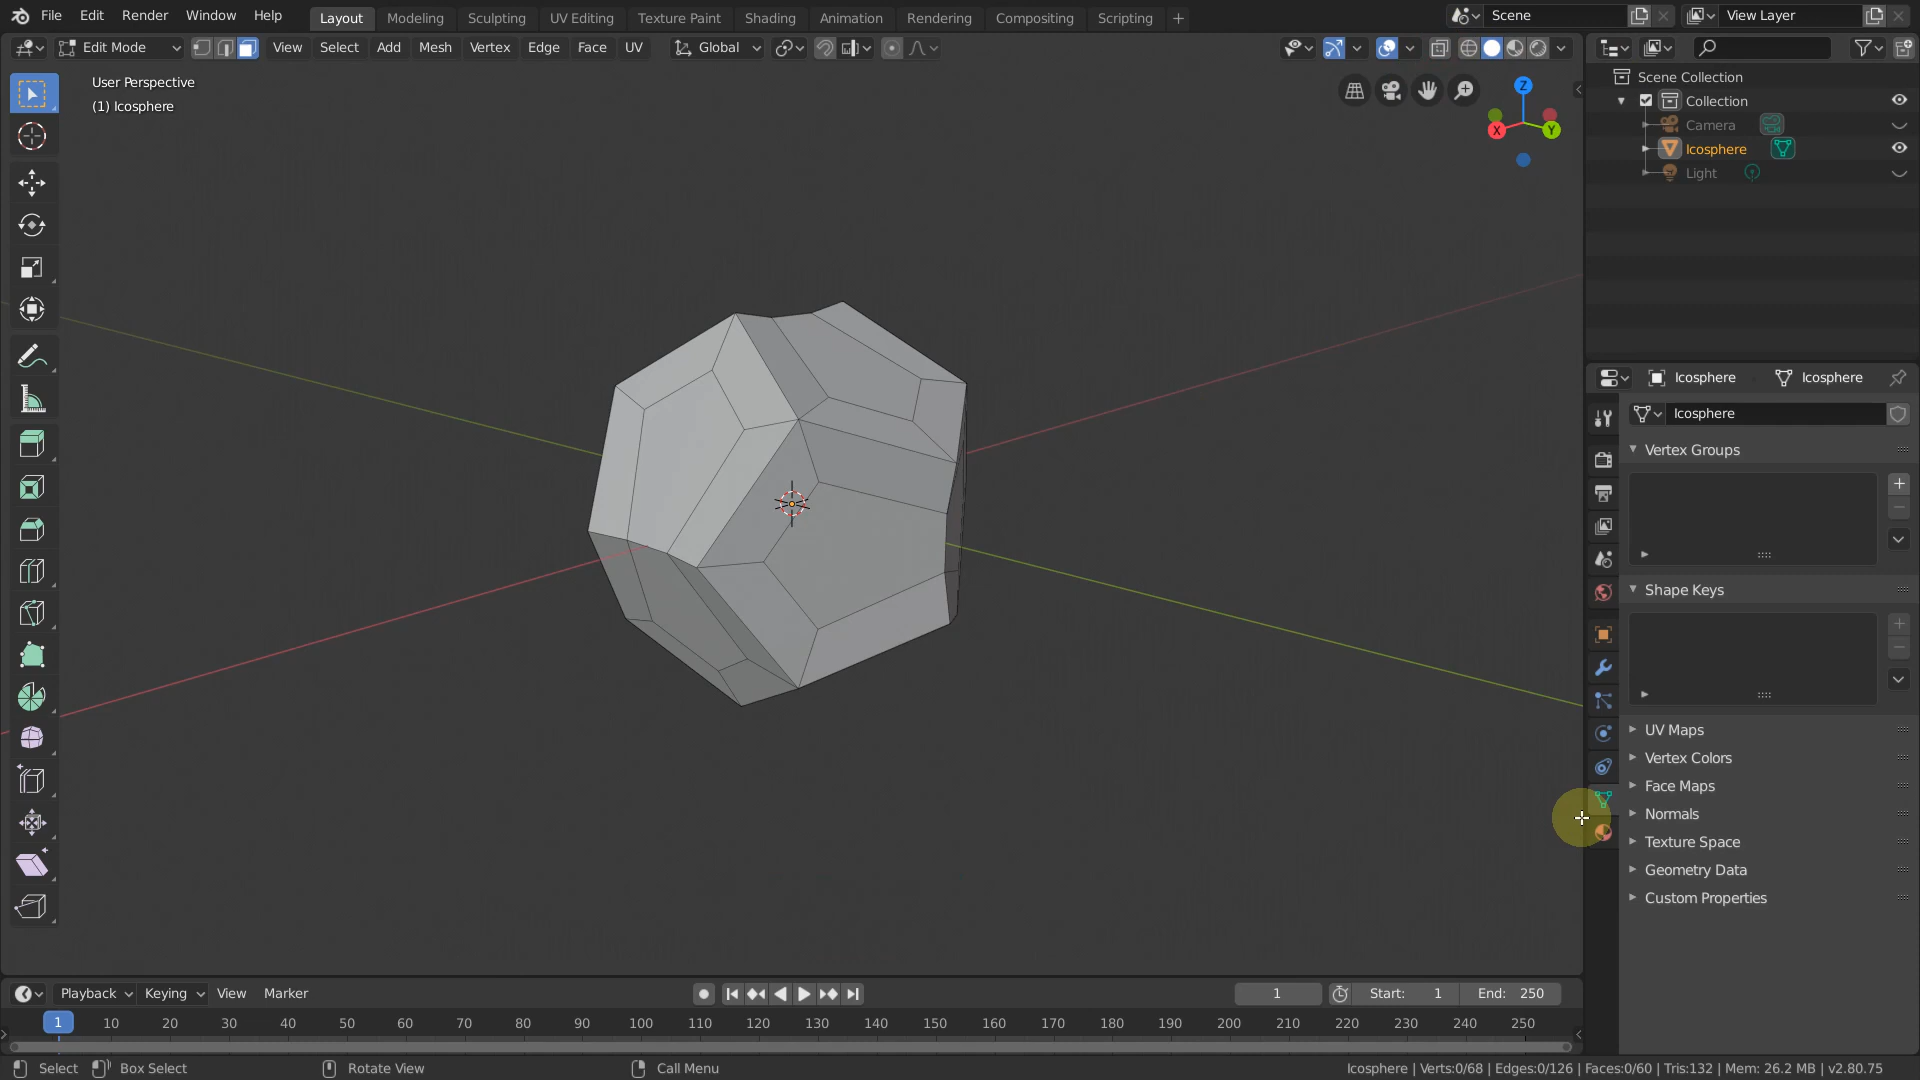 File Edit Render Window Help Layout Modeling Sculpting UV Editing Texture Paint Shading Animation Rendering Compositing Scripting + Scene View Layer
Edit Mode View Select Add Mesh Vertex Edge Face UV Global
User Perspective
(1) Icosphere
Z
X Y
Scene Collection
Collection
Camera
Icosphere
Light
Icosphere Icosphere
Icosphere
Vertex Groups
Shape Keys
UV Maps
Vertex Colors
Face Maps
Normals
Texture Space
Geometry Data
Custom Properties
Playback Keying View Marker 1 Start: 1 End: 250
1 10 20 30 40 50 60 70 80 90 100 110 120 130 140 150 160 170 180 190 200 210 220 230 240 250
Select Box Select Rotate View Call Menu Icosphere | Verts:0/68 | Edges:0/126 | Faces:0/60 | Tris:132 | Mem: 26.2 MB | v2.80.75